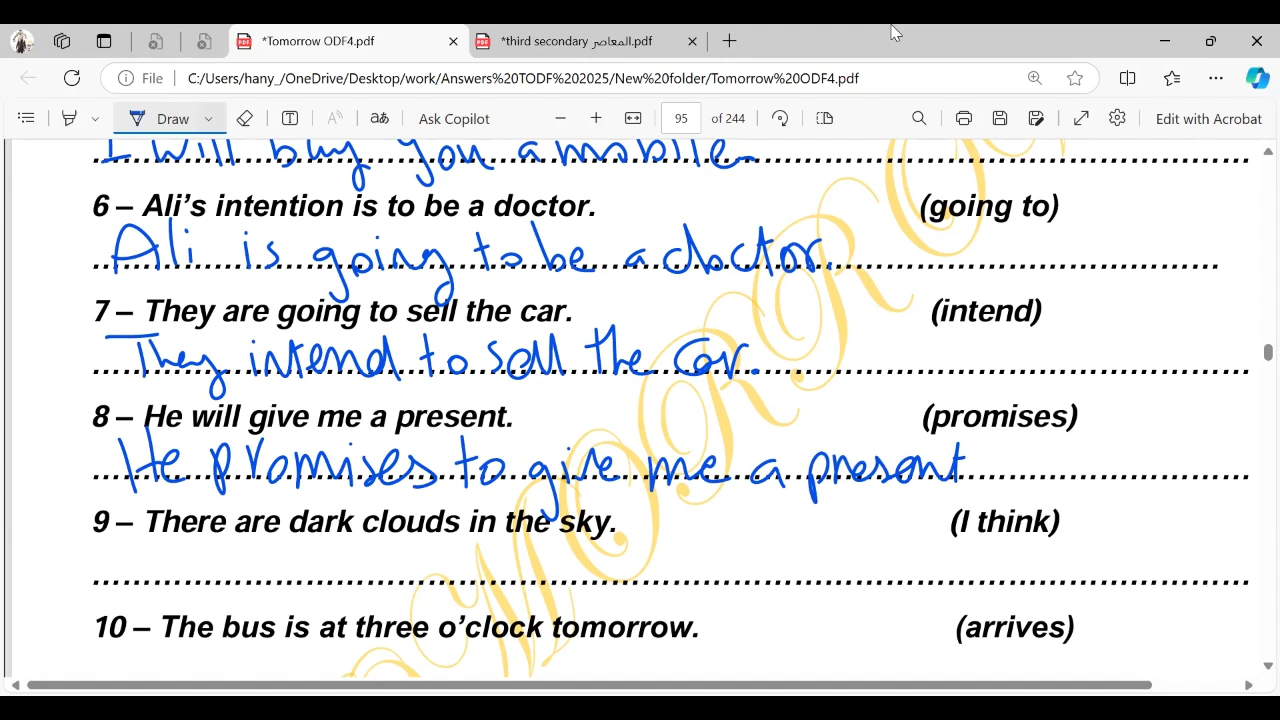 *Tomorrow ODF4.pdf
*third secondary المعاصر.pdf
File
C:/Users/hany_/OneDrive/Desktop/work/Answers%20TODF%202025/New%20folder/Tomorrow%20ODF4.pdf
Draw
aあ
Ask Copilot
95 of 244
Edit with Acrobat
I will buy you a mobile.
6 – Ali's intention is to be a doctor. (going to)
Ali is going to be a doctor.
7 – They are going to sell the car. (intend)
They intend to sell the car.
8 – He will give me a present. (promises)
He promises to give me a present
9 – There are dark clouds in the sky. (I think)
10 – The bus is at three o'clock tomorrow. (arrives)